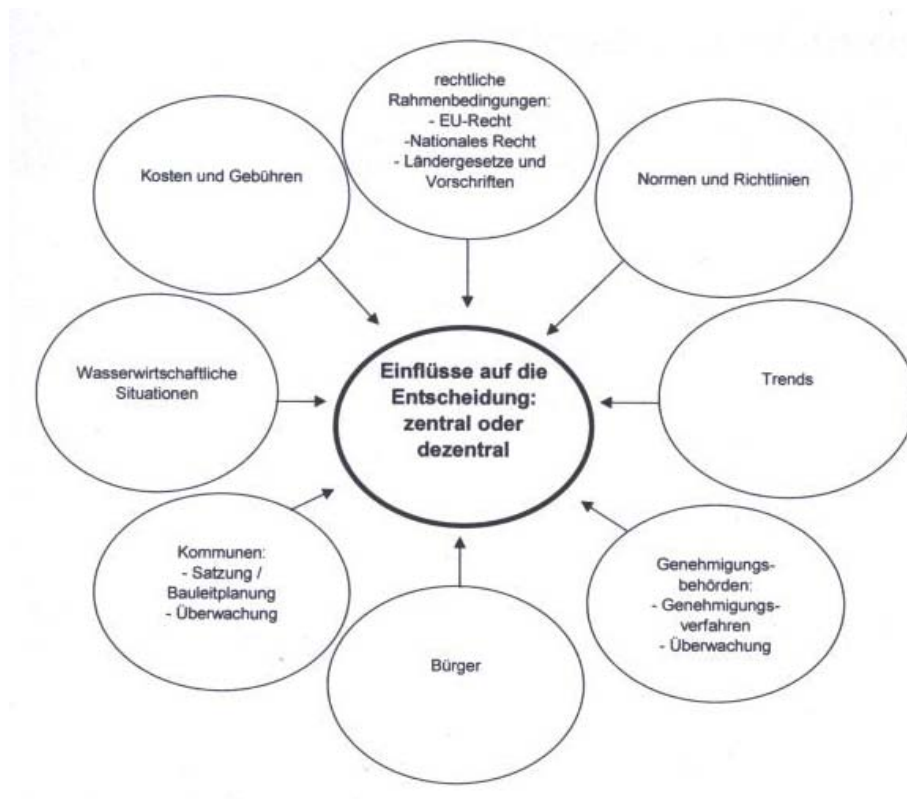 rechtliche
Rahmenbedingungen:
- EU-Recht
-Nationales Recht
- Ländergesetze und
Vorschriften
Kosten und Gebühren
Normen und Richtlinien
Wasserwirtschaftliche
Situationen
Einflüsse auf die
Entscheidung:
zentral oder
dezentral
Trends
Kommunen:
- Satzung /
Bauleitplanung
- Überwachung
Genehmigungs-
behörden:
- Genehmigungs-
verfahren
- Überwachung
Bürger